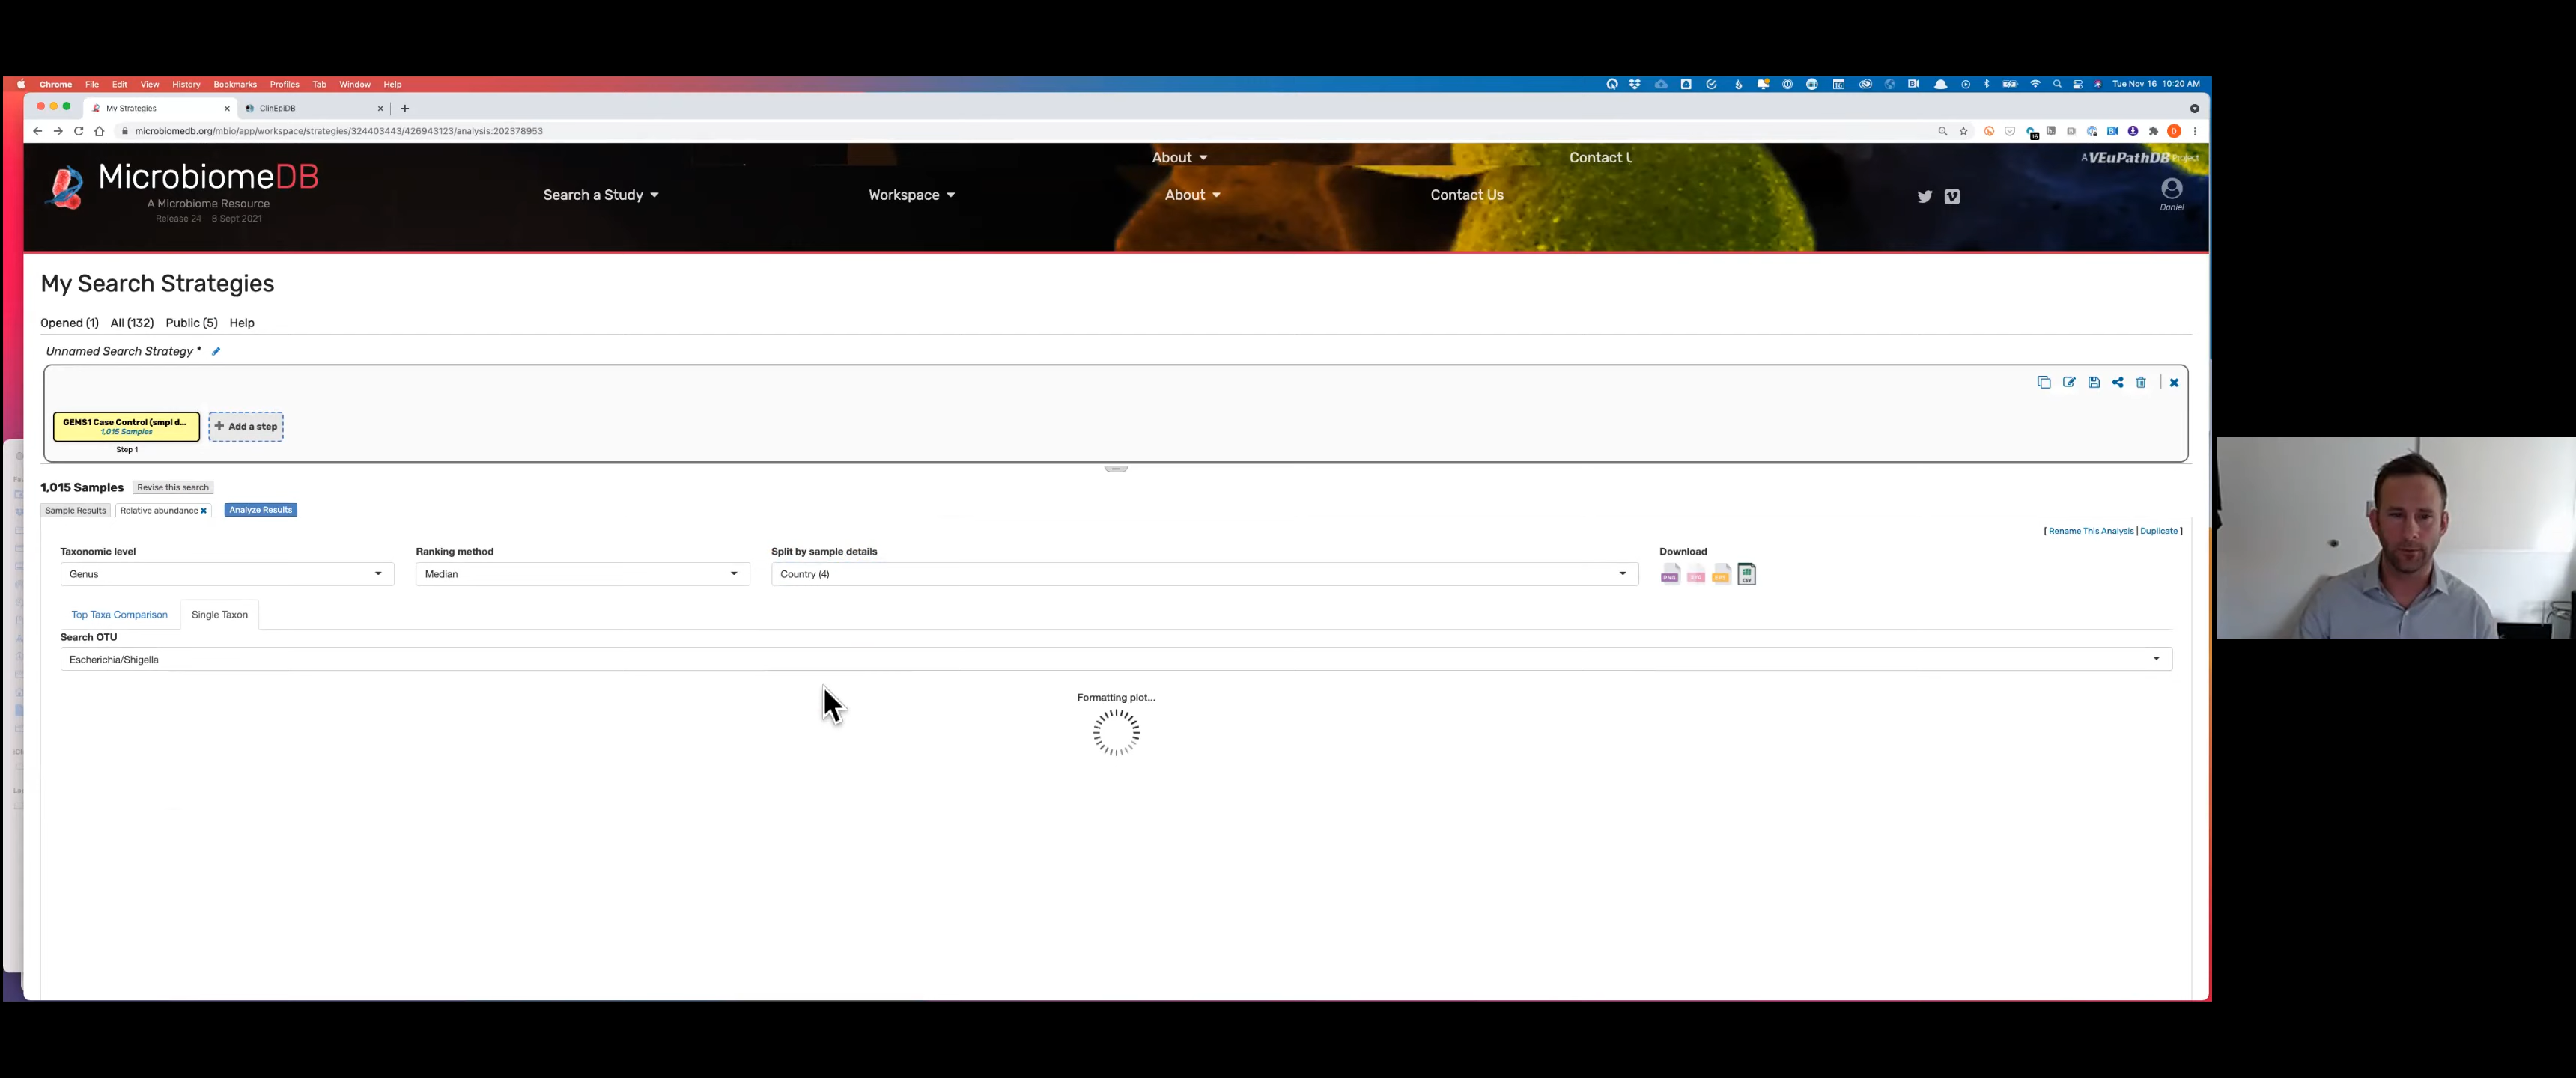 Chrome File Edit View History Bookmarks Profiles Tab Window Help
Tue Nov 16 10:20 AM
My Strategies
ClinEpiDB
microbiomedb.org/mbio/app/workspace/strategies/324403443/426943123/analysis:202378953
About Contact U
A VEuPathDB Project
MicrobiomeDB
A Microbiome Resource
Release 24 8 Sept 2021
Search a Study Workspace About Contact Us
Daniel
My Search Strategies
Opened (1) All (132) Public (5) Help
Unnamed Search Strategy *
GEMS1 Case Control (smpl d...
1,015 Samples
Step 1
+ Add a step
1,015 Samples Revise this search
Sample Results Relative abundance Analyze Results
[ Rename This Analysis | Duplicate ]
Taxonomic level Ranking method Split by sample details Download
Genus Median Country (4)
PNG CSV
Top Taxa Comparison Single Taxon
Search OTU
Escherichia/Shigella
Formatting plot...